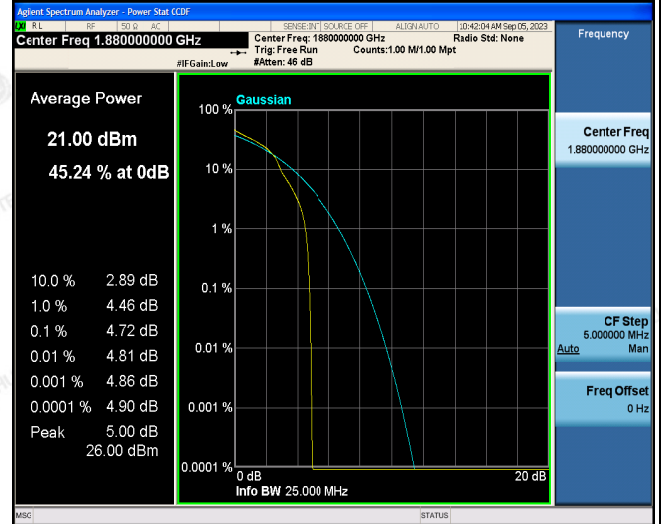 Agilent Spectrum Analyzer - Power Stat CCDF
RL RF 50 Ω AC SENSE:INT SOURCE OFF ALIGN AUTO 10:42:04 AM Sep 05, 2023
Center Freq 1.880000000 GHz
Center Freq: 1880000000 GHz Radio Std: None
Trig: Free Run Counts:1.00 M/1.00 Mpt
#IFGain:Low #Atten: 46 dB
Frequency
Average Power
21.00 dBm
45.24 % at 0dB
10.0 % 2.89 dB
1.0 % 4.46 dB
0.1 % 4.72 dB
0.01 % 4.81 dB
0.001 % 4.86 dB
0.0001 % 4.90 dB
Peak 5.00 dB
26.00 dBm
Gaussian
100 %
10 %
1 %
0.1 %
0.01 %
0.001 %
0.0001 %
0 dB 20 dB
Info BW 25.000 MHz
Center Freq
1.880000000 GHz
CF Step
5.000000 MHz
Auto Man
Freq Offset
0 Hz
MSG STATUS